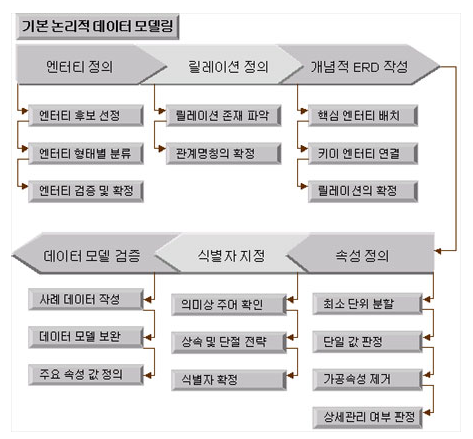 기본 논리적 데이터 모델링
엔터티 정의
릴레이션 정의
개념적 ERD 작성
엔터티 후보 선정
엔터티 형태별 분류
엔터티 검증 및 확정
릴레이션 존재 파악
관계명칭의 확정
핵심 엔터티 배치
키이 엔터티 연결
릴레이션의 확정
데이터 모델 검증
식별자 지정
속성 정의
사례 데이터 작성
데이터 모델 보완
주요 속성 값 정의
의미상 주어 확인
상속 및 단절 전략
식별자 확정
최소 단위 분할
단일 값 판정
가공속성 제거
상세관리 여부 판정